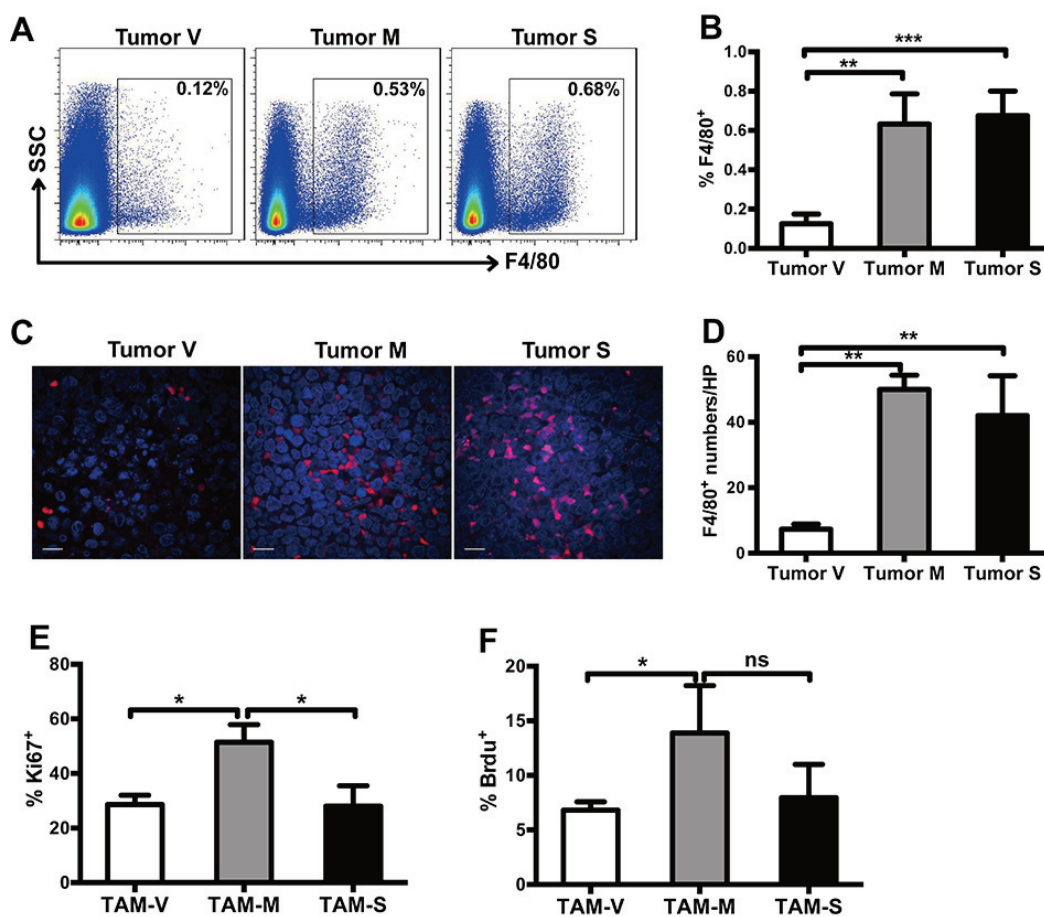 A
Tumor V Tumor M Tumor S
0.12% 0.53% 0.68%
SSC
F4/80
B
***
**
% F4/80+
1.0
0.8
0.6
0.4
0.2
0.0
Tumor V Tumor M Tumor S
C
Tumor V Tumor M Tumor S
D
**
**
F4/80+ numbers/HP
60
40
20
0
Tumor V Tumor M Tumor S
E
* *
% Ki67+
80
60
40
20
0
TAM-V TAM-M TAM-S
F
* ns
% Brdu+
20
15
10
5
0
TAM-V TAM-M TAM-S